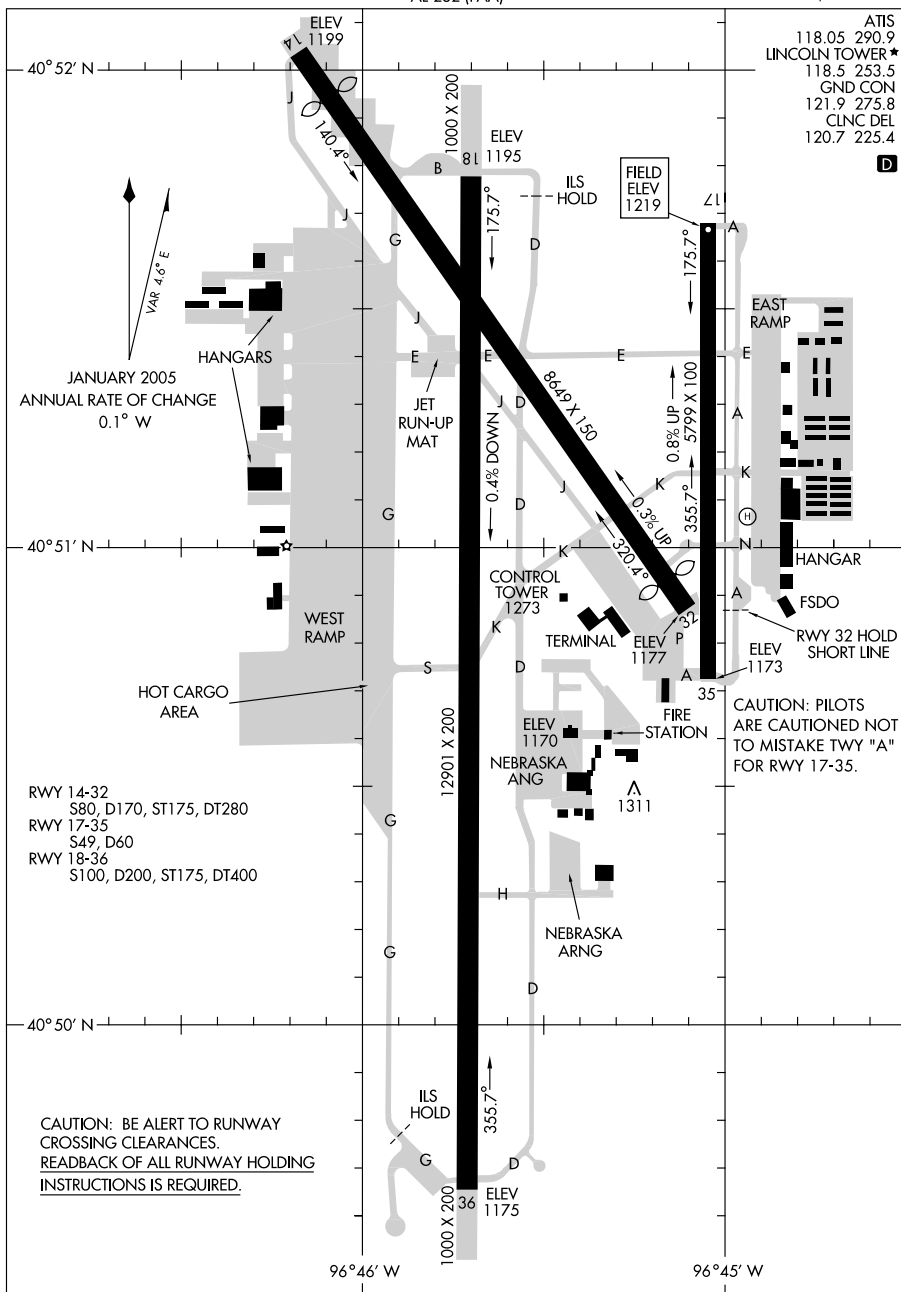 AL-232 (FAA)
ATIS
118.05 290.9
LINCOLN TOWER★
118.5 253.5
GND CON
121.9 275.8
CLNC DEL
120.7 225.4
D
ELEV
1199
14
40°52' N
J
140.4°
1000 X 200
ELEV
1195
18
B
ILS
HOLD
FIELD
ELEV
1219
17
A
175.7°
175.7°
J
G
D
VAR 4.6° E
JANUARY 2005
ANNUAL RATE OF CHANGE
0.1° W
HANGARS
J
E
E
E
E
EAST
RAMP
JET
RUN-UP
MAT
8649 X 150
J
D
0.8% UP
5799 X 100
A
0.4% DOWN
G
D
J
K
K
K
0.3% UP
355.7°
H
320.4°
40°51' N
N
CONTROL
TOWER
1273
K
HANGAR
A
FSDO
WEST
RAMP
TERMINAL
ELEV
1177
32
P
RWY 32 HOLD
SHORT LINE
S
D
A
35
ELEV
1173
HOT CARGO
AREA
FIRE
STATION
CAUTION: PILOTS
ARE CAUTIONED NOT
TO MISTAKE TWY "A"
FOR RWY 17-35.
12901 X 200
ELEV
1170
NEBRASKA
ANG
1311
RWY 14-32
S80, D170, ST175, DT280
RWY 17-35
S49, D60
RWY 18-36
S100, D200, ST175, DT400
G
H
NEBRASKA
ARNG
G
D
40°50' N
355.7°
ILS
HOLD
CAUTION: BE ALERT TO RUNWAY
CROSSING CLEARANCES.
READBACK OF ALL RUNWAY HOLDING
INSTRUCTIONS IS REQUIRED.
G
D
36
ELEV
1175
1000 X 200
96°46' W
96°45' W